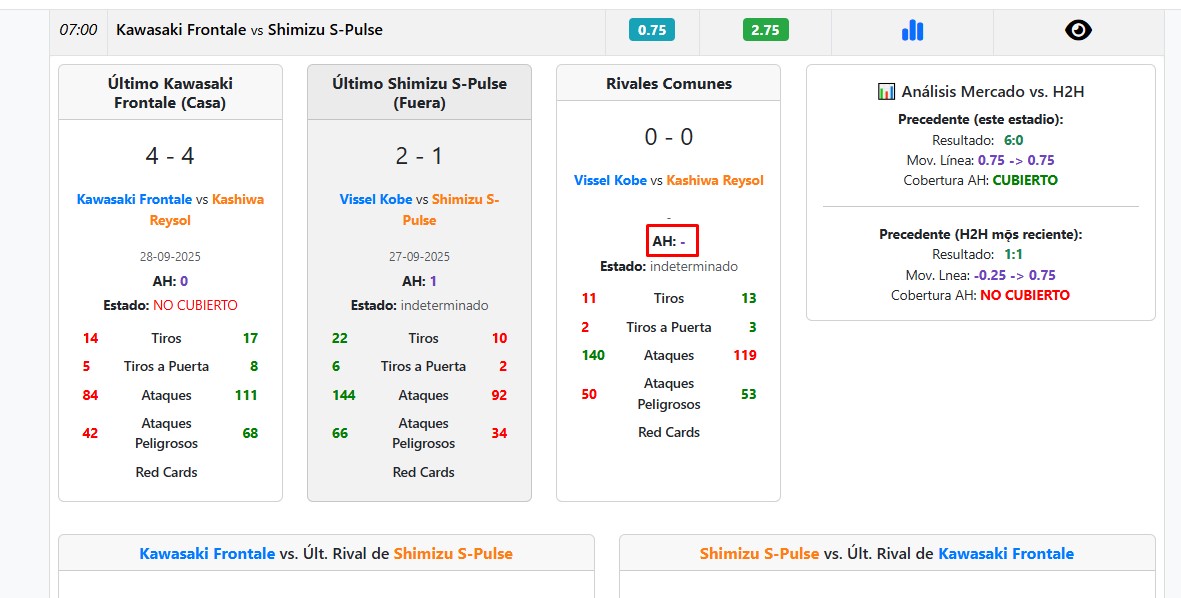 07:00 Kawasaki Frontale vs Shimizu S-Pulse 0.75 2.75
Último Kawasaki
Frontale (Casa)
4 - 4
Kawasaki Frontale vs Kashiwa
Reysol
28-09-2025
AH: 0
Estado: NO CUBIERTO
14 Tiros 17
5 Tiros a Puerta 8
84 Ataques 111
42 Ataques
Peligrosos 68
Red Cards
Último Shimizu S-Pulse
(Fuera)
2 - 1
Vissel Kobe vs Shimizu S-
Pulse
27-09-2025
AH: 1
Estado: indeterminado
22 Tiros 10
6 Tiros a Puerta 2
144 Ataques 92
66 Ataques
Peligrosos 34
Red Cards
Rivales Comunes
0 - 0
Vissel Kobe vs Kashiwa Reysol
-
AH: -
Estado: indeterminado
11 Tiros 13
2 Tiros a Puerta 3
140 Ataques 119
50 Ataques
Peligrosos 53
Red Cards
Análisis Mercado vs. H2H
Precedente (este estadio):
Resultado: 6:0
Mov. Línea: 0.75 -> 0.75
Cobertura AH: CUBIERTO
Precedente (H2H mọs reciente):
Resultado: 1:1
Mov. Lnea: -0.25 -> 0.75
Cobertura AH: NO CUBIERTO
Kawasaki Frontale vs. Últ. Rival de Shimizu S-Pulse
Shimizu S-Pulse vs. Últ. Rival de Kawasaki Frontale